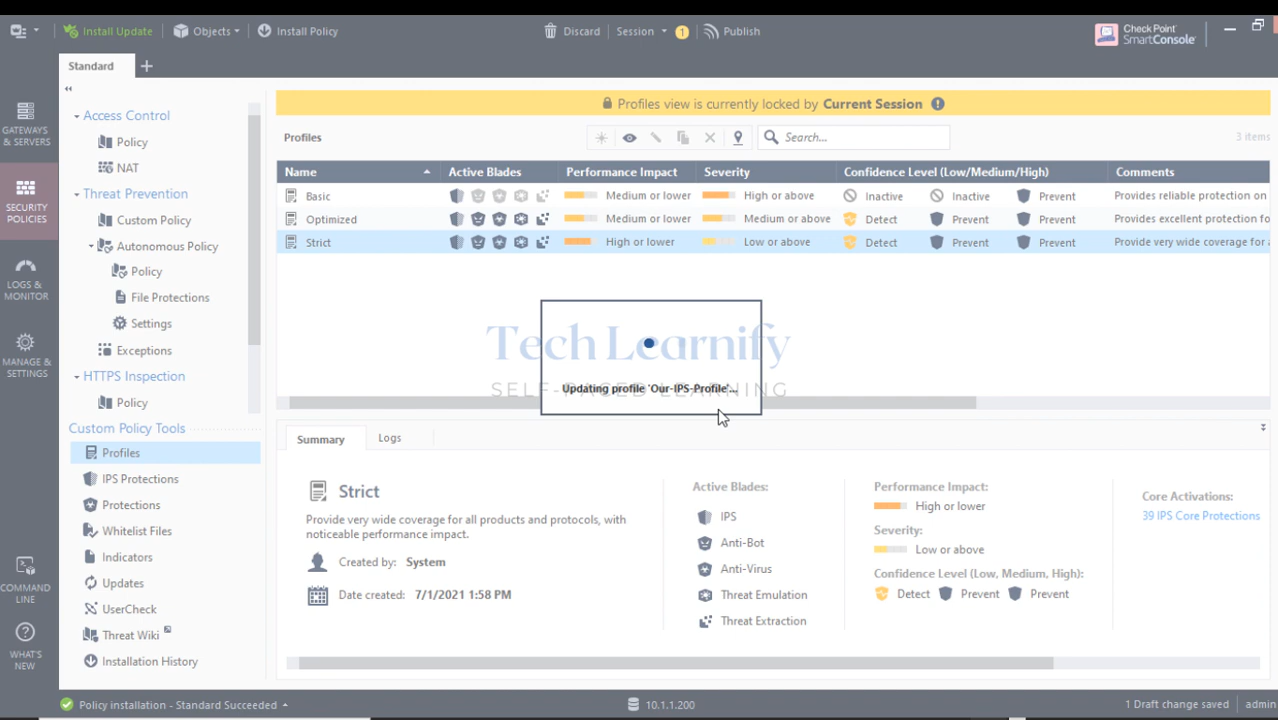 Install Update
Objects
Install Policy
Discard
Session
1
Publish
Check Point
SmartConsole
Standard
GATEWAYS
& SERVERS
SECURITY
POLICIES
LOGS &
MONITOR
MANAGE &
SETTINGS
COMMAND
LINE
WHAT'S
NEW
Access Control
Policy
NAT
Threat Prevention
Custom Policy
Autonomous Policy
Policy
File Protections
Settings
Exceptions
HTTPS Inspection
Policy
Custom Policy Tools
Profiles
IPS Protections
Protections
Whitelist Files
Indicators
Updates
UserCheck
Threat Wiki
Installation History
Profiles view is currently locked by Current Session
Profiles
Search...
3 items
Name Active Blades Performance Impact Severity Confidence Level (Low/Medium/High) Comments
Basic Medium or lower High or above Inactive Inactive Prevent Provides reliable protection on
Optimized Medium or lower Medium or above Detect Prevent Prevent Provides excellent protection fo
Strict High or lower Low or above Detect Prevent Prevent Provide very wide coverage for a
Tech Learnify
SELF-PACED LEARNING
Updating profile 'Our-IPS-Profile'...
Summary
Logs
Strict
Provide very wide coverage for all products and protocols, with
noticeable performance impact.
Created by: System
Date created: 7/1/2021 1:58 PM
Active Blades:
IPS
Anti-Bot
Anti-Virus
Threat Emulation
Threat Extraction
Performance Impact:
High or lower
Severity:
Low or above
Confidence Level (Low, Medium, High):
Detect Prevent Prevent
Core Activations:
39 IPS Core Protections
Policy installation - Standard Succeeded
10.1.1.200
1 Draft change saved
admin